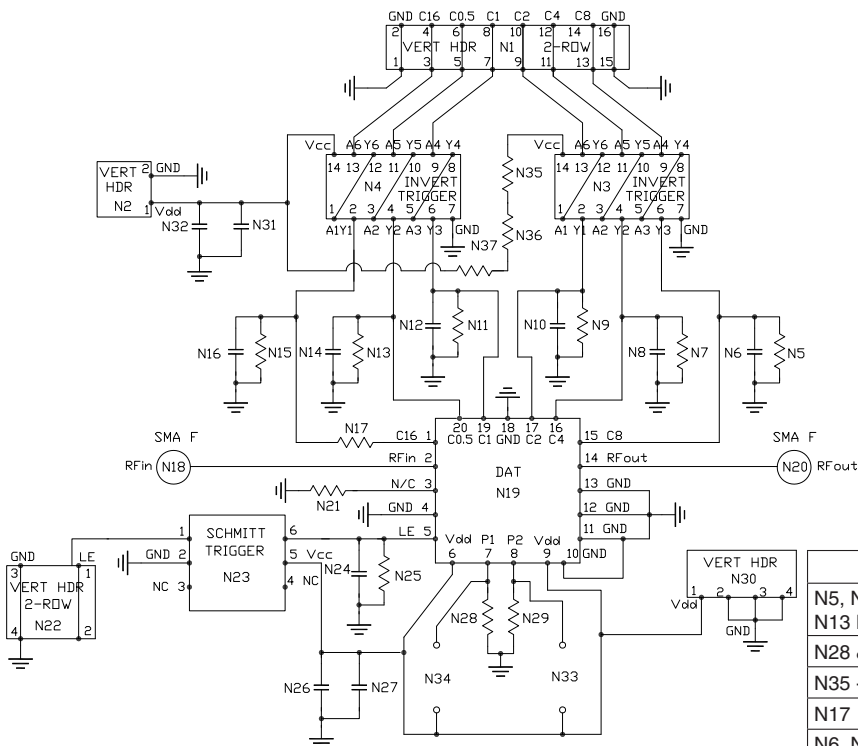 GND C16 C0.5 C1 C2 C4 C8 GND
2 4 6 8 10 12 14 16
VERT HDR N1 2-ROW
1 3 5 7 9 11 13 15
Vcc A6 Y6 A5 Y5 A4 Y4
14 13 12 11 10 9 8
N4 INVERT TRIGGER
1 2 3 4 5 6 7
A1 Y1 A2 Y2 A3 Y3 GND
Vcc A6 Y6 A5 Y5 A4 Y4
14 13 12 11 10 9 8
N3 INVERT TRIGGER
1 2 3 4 5 6 7
A1 Y1 A2 Y2 A3 Y3 GND
N35
N36
N37
VERT HDR N2
2 GND
1 Vdd
N32 N31
N16 N15 N14 N13 N12 N11 N10 N9 N8 N7 N6 N5
20 19 18 17 16
C0.5 C1 GND C2 C4
N17 C16 1
15 C8
SMA F
RFin N18 RFin 2
SMA F
14 RFout N20 RFout
DAT
N19
N21 N/C 3
13 GND
GND 4
12 GND
LE 5
11 GND
Vdd P1 P2 Vdd
6 7 8 9 10 GND
SCHMITT TRIGGER N23
1 6
GND 2 5 Vcc
NC 3 4 NC
N24 N25
GND LE
3 1
VERT HDR 2-ROW
N22
4 2
N26 N27
N28 N29
N34 N33
VERT HDR
N30
1 2 3 4
Vdd
GND
N5, N
N13
N28
N35
N17
N6, N